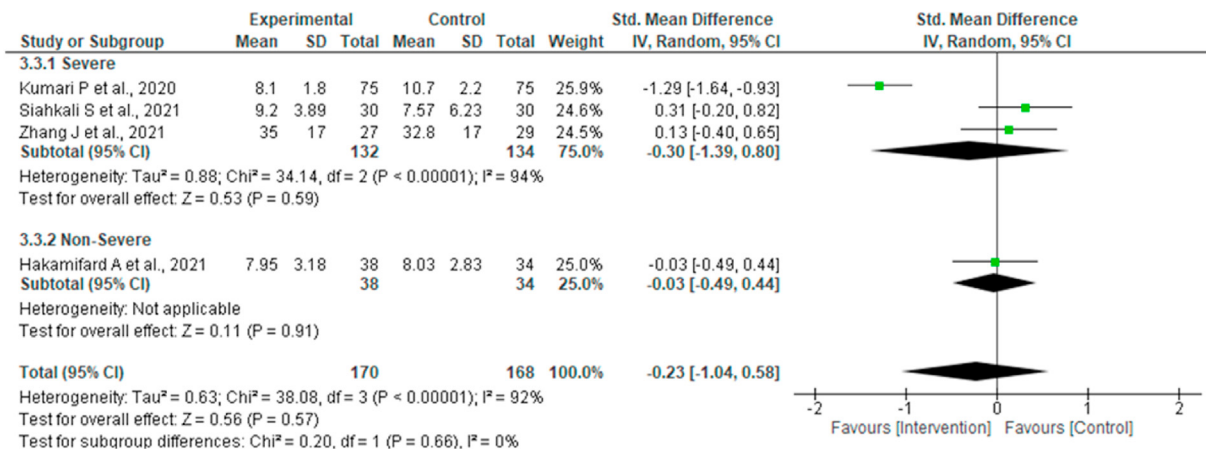 Experimental Control Std. Mean Difference Std. Mean Difference
Study or Subgroup Mean SD Total Mean SD Total Weight IV, Random, 95% CI IV, Random, 95% CI
3.3.1 Severe
Kumari P et al., 2020 8.1 1.8 75 10.7 2.2 75 25.9% -1.29 [-1.64, -0.93]
Siahkali S et al., 2021 9.2 3.89 30 7.57 6.23 30 24.6% 0.31 [-0.20, 0.82]
Zhang J et al., 2021 35 17 27 32.8 17 29 24.5% 0.13 [-0.40, 0.65]
Subtotal (95% CI) 132 134 75.0% -0.30 [-1.39, 0.80]
Heterogeneity: Tau² = 0.88; Chi² = 34.14, df = 2 (P < 0.00001); I² = 94%
Test for overall effect: Z = 0.53 (P = 0.59)
3.3.2 Non-Severe
Hakamifard A et al., 2021 7.95 3.18 38 8.03 2.83 34 25.0% -0.03 [-0.49, 0.44]
Subtotal (95% CI) 38 34 25.0% -0.03 [-0.49, 0.44]
Heterogeneity: Not applicable
Test for overall effect: Z = 0.11 (P = 0.91)
Total (95% CI) 170 168 100.0% -0.23 [-1.04, 0.58]
Heterogeneity: Tau² = 0.63; Chi² = 38.08, df = 3 (P < 0.00001); I² = 92%
Test for overall effect: Z = 0.56 (P = 0.57)
Test for subgroup differences: Chi² = 0.20, df = 1 (P = 0.66), I² = 0%
-2 -1 0 1 2
Favours [Intervention] Favours [Control]